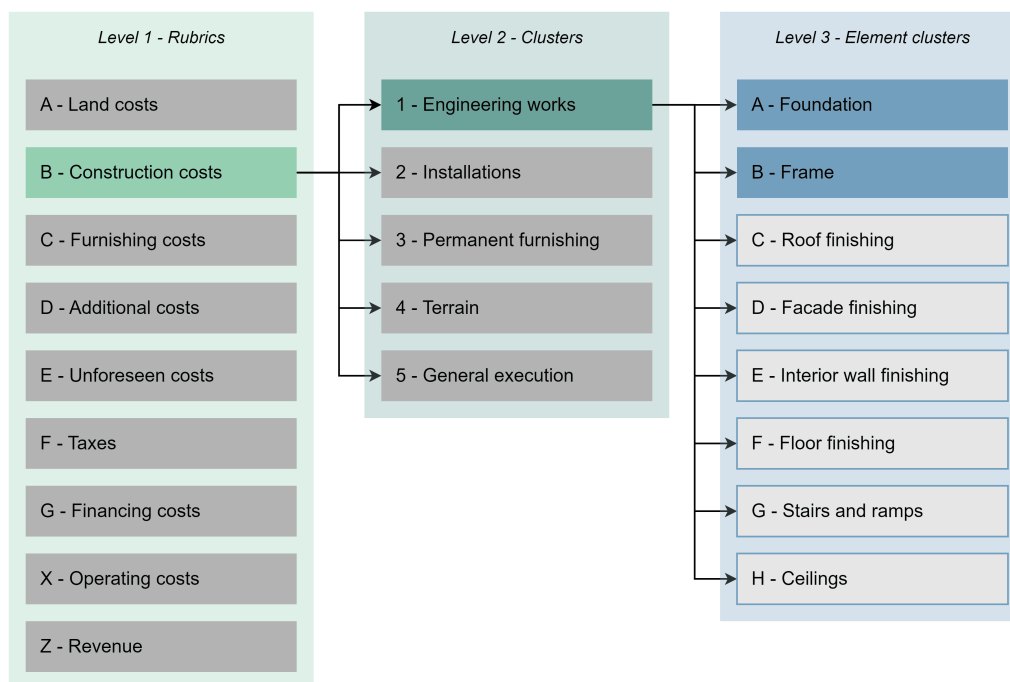 Level 1 - Rubrics
A - Land costs
B - Construction costs
C - Furnishing costs
D - Additional costs
E - Unforeseen costs
F - Taxes
G - Financing costs
X - Operating costs
Z - Revenue
Level 2 - Clusters
1 - Engineering works
2 - Installations
3 - Permanent furnishing
4 - Terrain
5 - General execution
Level 3 - Element clusters
A - Foundation
B - Frame
C - Roof finishing
D - Facade finishing
E - Interior wall finishing
F - Floor finishing
G - Stairs and ramps
H - Ceilings